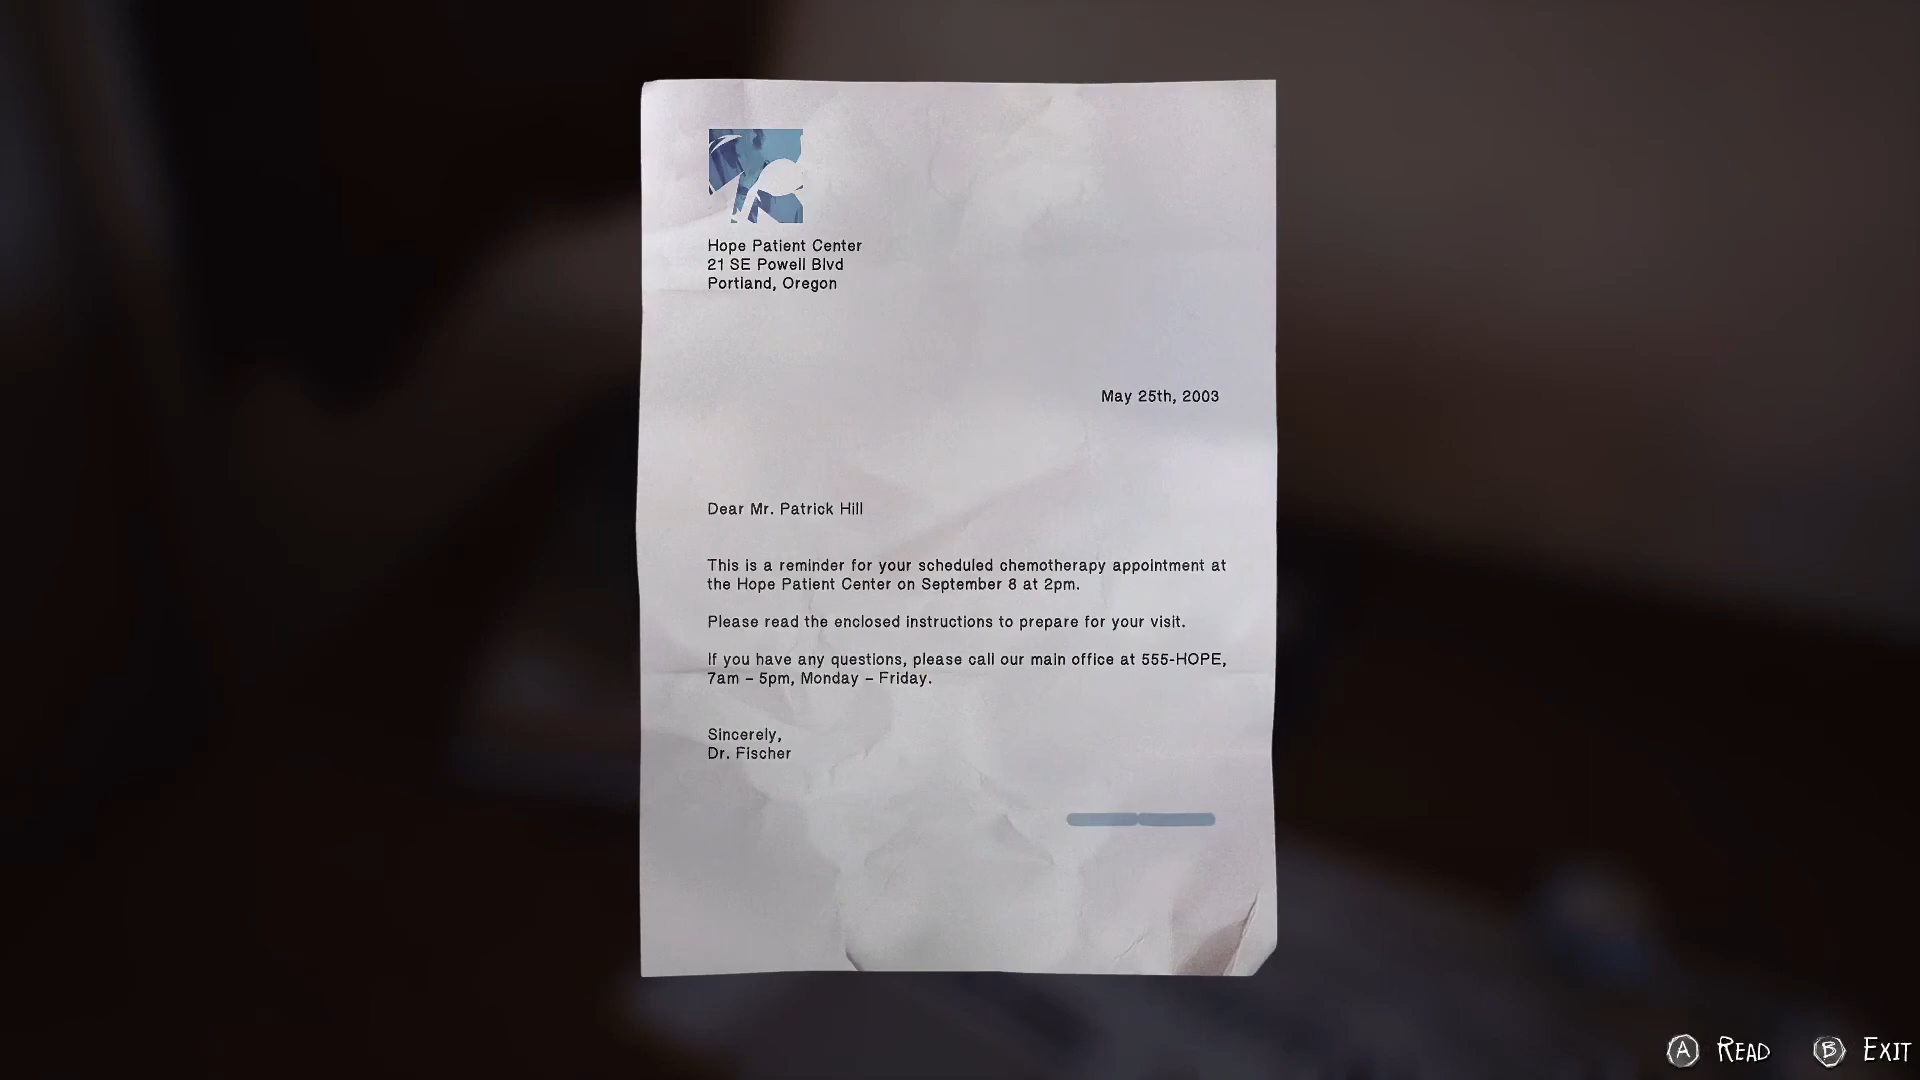 Hope Patient Center
21 SE Powell Blvd
Portland, Oregon
May 25th, 2003
Dear Mr. Patrick Hill
This is a reminder for your scheduled chemotherapy appointment at
the Hope Patient Center on September 8 at 2pm.
Please read the enclosed instructions to prepare for your visit.
If you have any questions, please call our main office at 555-HOPE,
7am – 5pm, Monday – Friday.
Sincerely,
Dr. Fischer
A READ B EXIT